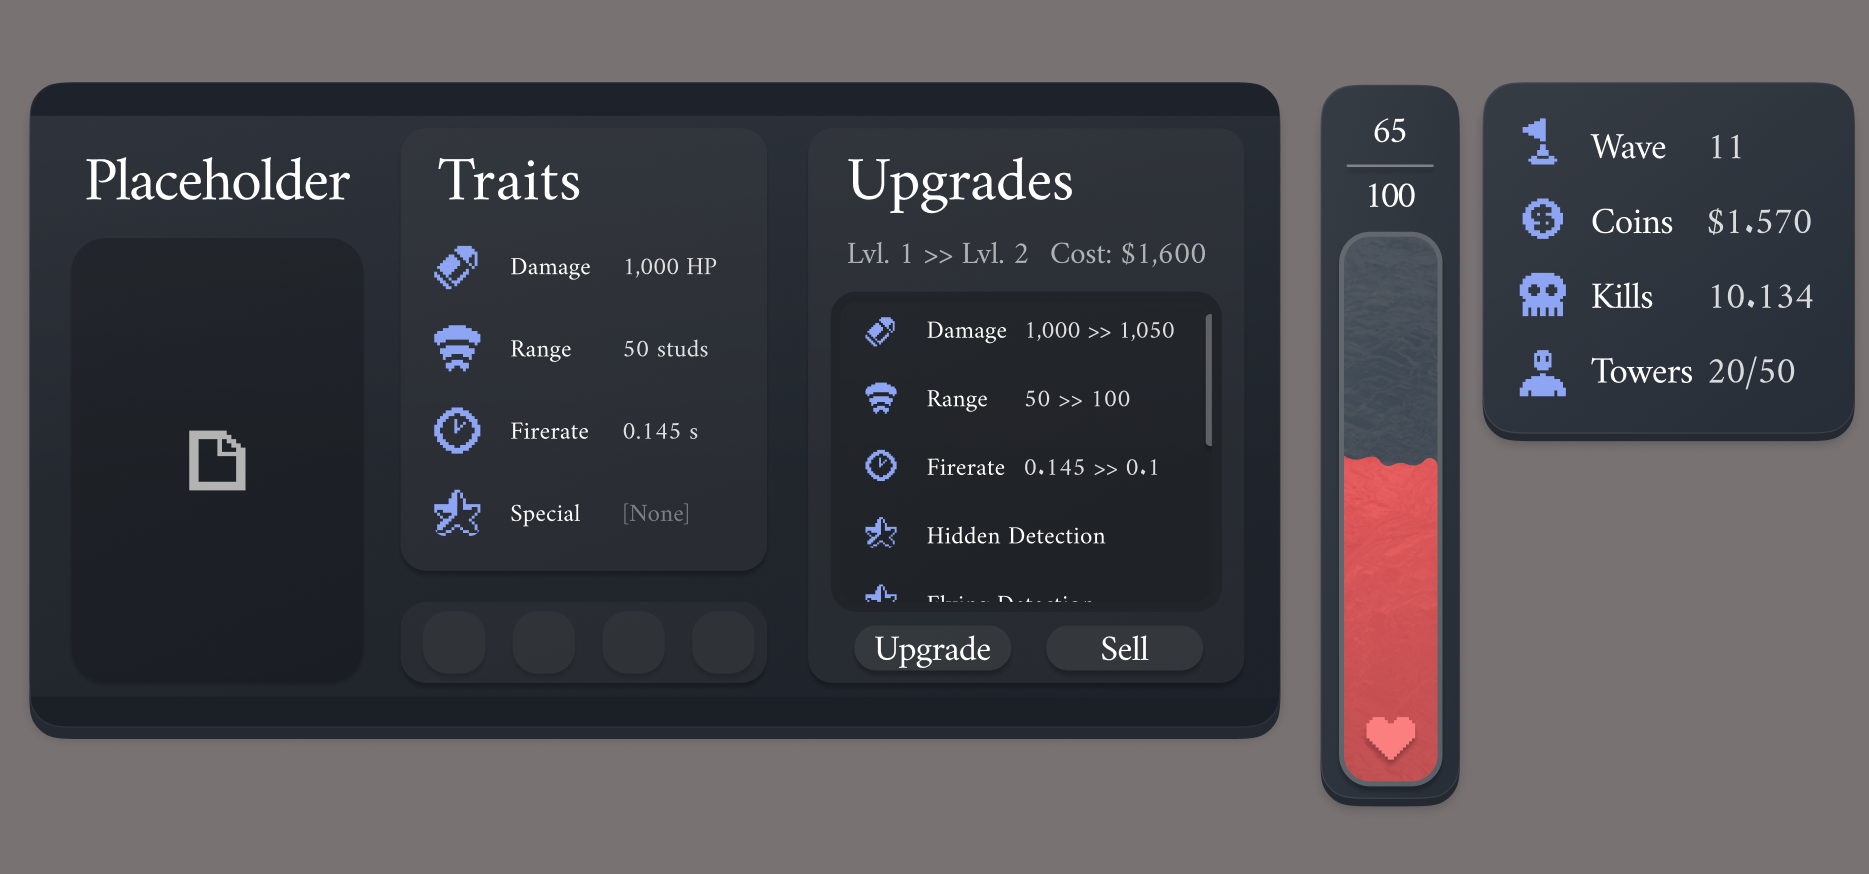 Placeholder
Traits
Damage 1,000 HP
Range 50 studs
Firerate 0.145 s
Special [None]
Upgrades
Lvl. 1 >> Lvl. 2 Cost: $1,600
Damage 1,000 >> 1,050
Range 50 >> 100
Firerate 0.145 >> 0.1
Hidden Detection
Flying Detection
Upgrade Sell
65
100
Wave 11
Coins $1.570
Kills 10.134
Towers 20/50